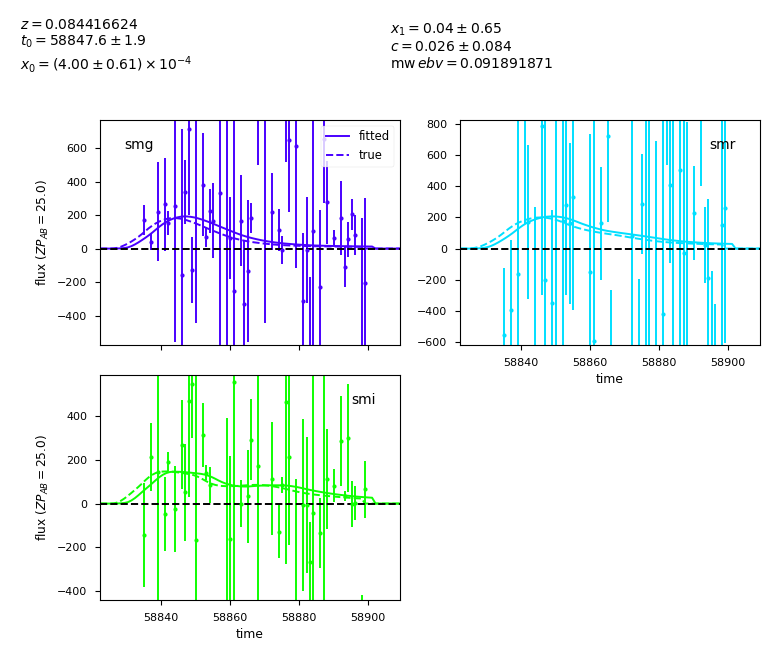 z = 0.084416624
t₀ = 58847.6 ± 1.9
x₀ = (4.00 ± 0.61) × 10⁻⁴
x₁ = 0.04 ± 0.65
c = 0.026 ± 0.084
mw ebv = 0.091891871
smg
fitted
true
600
400
200
0
−200
−400
flux (ZP_AB = 25.0)
smr
800
600
400
200
0
−200
−400
−600
58840
58860
58880
58900
time
smi
400
200
0
−200
−400
flux (ZP_AB = 25.0)
58840
58860
58880
58900
time